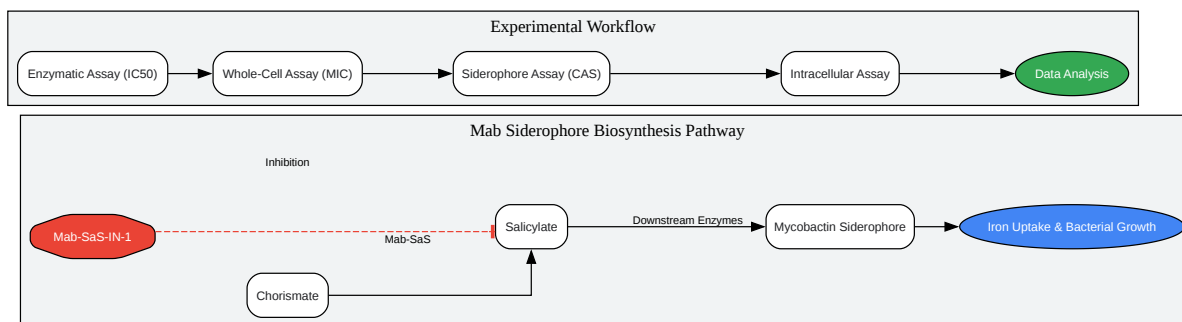 Experimental Workflow
Enzymatic Assay (IC50)
Whole-Cell Assay (MIC)
Siderophore Assay (CAS)
Intracellular Assay
Data Analysis
Mab Siderophore Biosynthesis Pathway
Inhibition
Mab-SaS-IN-1
Mab-SaS
Salicylate
Downstream Enzymes
Mycobactin Siderophore
Iron Uptake & Bacterial Growth
Chorismate